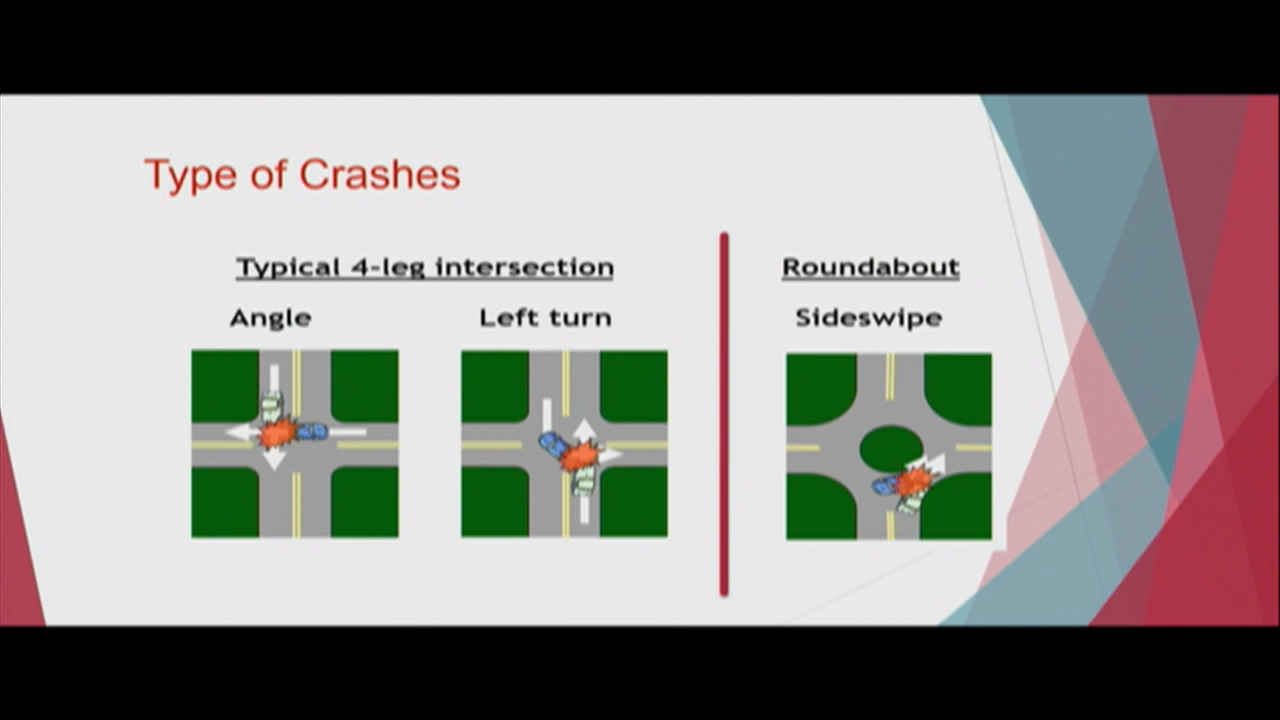 Type of Crashes
Typical 4-leg intersection
Angle
Left turn
Roundabout
Sideswipe